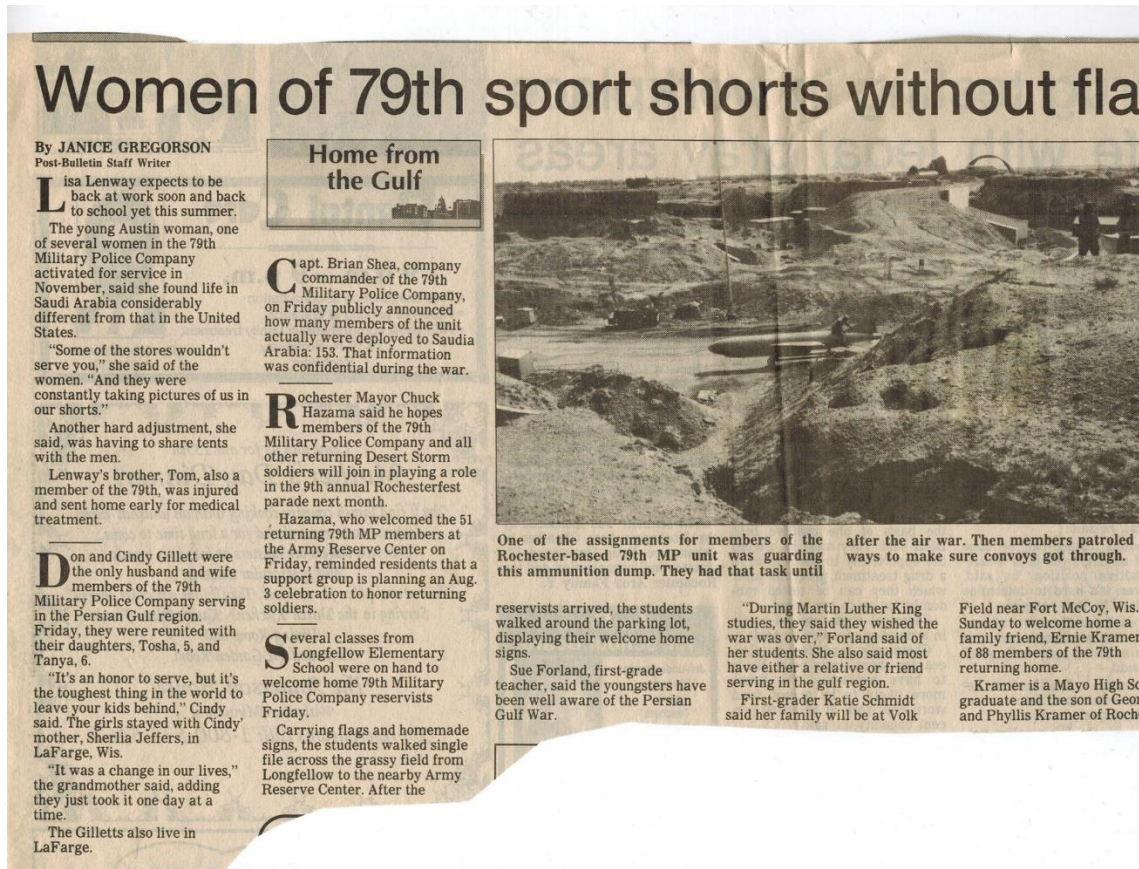 Women of 79th sport shorts without fla
By JANICE GREGORSON
Post-Bulletin Staff Writer
Lisa Lenway expects to be
back at work soon and back
to school yet this summer.
The young Austin woman, one
of several women in the 79th
Military Police Company
activated for service in
November, said she found life in
Saudi Arabia considerably
different from that in the United
States.
"Some of the stores wouldn't
serve you," she said of the
women. "And they were
constantly taking pictures of us in
our shorts."
Another hard adjustment, she
said, was having to share tents
with the men.
Lenway's brother, Tom, also a
member of the 79th, was injured
and sent home early for medical
treatment.
Don and Cindy Gillett were
the only husband and wife
members of the 79th
Military Police Company serving
in the Persian Gulf region.
Friday, they were reunited with
their daughters, Tosha, 5, and
Tanya, 6.
"It's an honor to serve, but it's
the toughest thing in the world to
leave your kids behind," Cindy
said. The girls stayed with Cindy'
mother, Sherlia Jeffers, in
LaFarge, Wis.
"It was a change in our lives,"
the grandmother said, adding
they just took it one day at a
time.
The Gilletts also live in
LaFarge.
Home from
the Gulf
Capt. Brian Shea, company
commander of the 79th
Military Police Company,
on Friday publicly announced
how many members of the unit
actually were deployed to Saudia
Arabia: 153. That information
was confidential during the war.
Rochester Mayor Chuck
Hazama said he hopes
members of the 79th
Military Police Company and all
other returning Desert Storm
soldiers will join in playing a role
in the 9th annual Rochesterfest
parade next month.
Hazama, who welcomed the 51
returning 79th MP members at
the Army Reserve Center on
Friday, reminded residents that a
support group is planning an Aug.
3 celebration to honor returning
soldiers.
Several classes from
Longfellow Elementary
School were on hand to
welcome home 79th Military
Police Company reservists
Friday.
Carrying flags and homemade
signs, the students walked single
file across the grassy field from
Longfellow to the nearby Army
Reserve Center. After the
One of the assignments for members of the
Rochester-based 79th MP unit was guarding
this ammunition dump. They had that task until
after the air war. Then members patroled
ways to make sure convoys got through.
reservists arrived, the students
walked around the parking lot,
displaying their welcome home
signs.
Sue Forland, first-grade
teacher, said the youngsters have
been well aware of the Persian
Gulf War.
"During Martin Luther King
studies, they said they wished the
war was over," Forland said of
her students. She also said most
have either a relative or friend
serving in the gulf region.
First-grader Katie Schmidt
said her family will be at Volk
Field near Fort McCoy, Wis.
Sunday to welcome home a
family friend, Ernie Kramer
of 88 members of the 79th
returning home.
Kramer is a Mayo High Sc
graduate and the son of Geor
and Phyllis Kramer of Roch